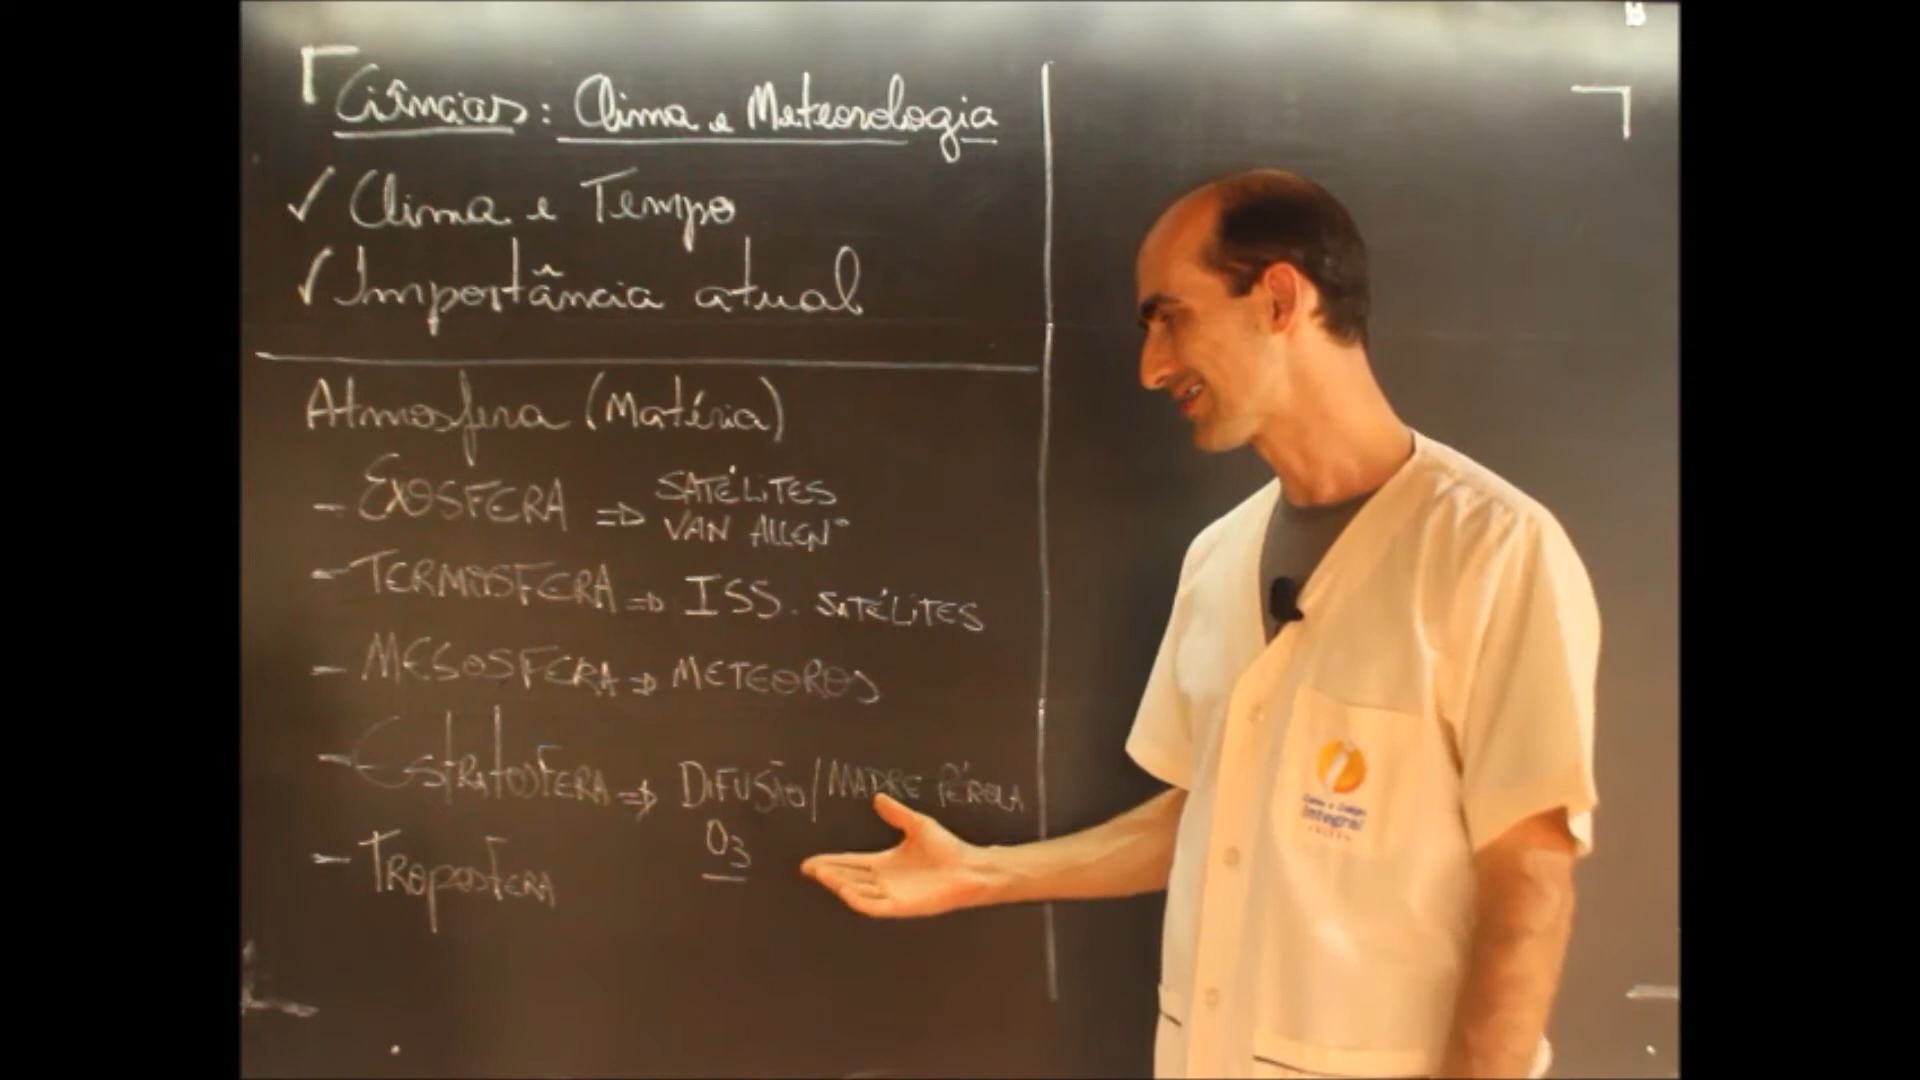 Ciências: Clima e Meteorologia
✓ Clima e Tempo
✓ Importância atual
Atmosfera (Matéria)
- EXOSFERA ⇒ SATÉLITES
VAN ALLEN
- TERMOSFERA ⇒ ISS. SATÉLITES
- MESOSFERA ⇒ METEOROS
- ESTRATOSFERA ⇒ DIFUSÃO/MADRE PÉROLA
O3
- TROPOSFERA
Integral